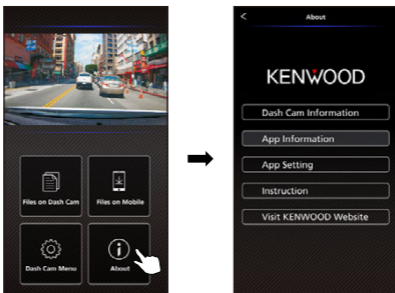 Files on Dash Cam
Files on Mobile
Dash Cam Menu
About
<
About
KENWOOD
Dash Cam Information
App Information
App Setting
Instruction
Visit KENWOOD Website